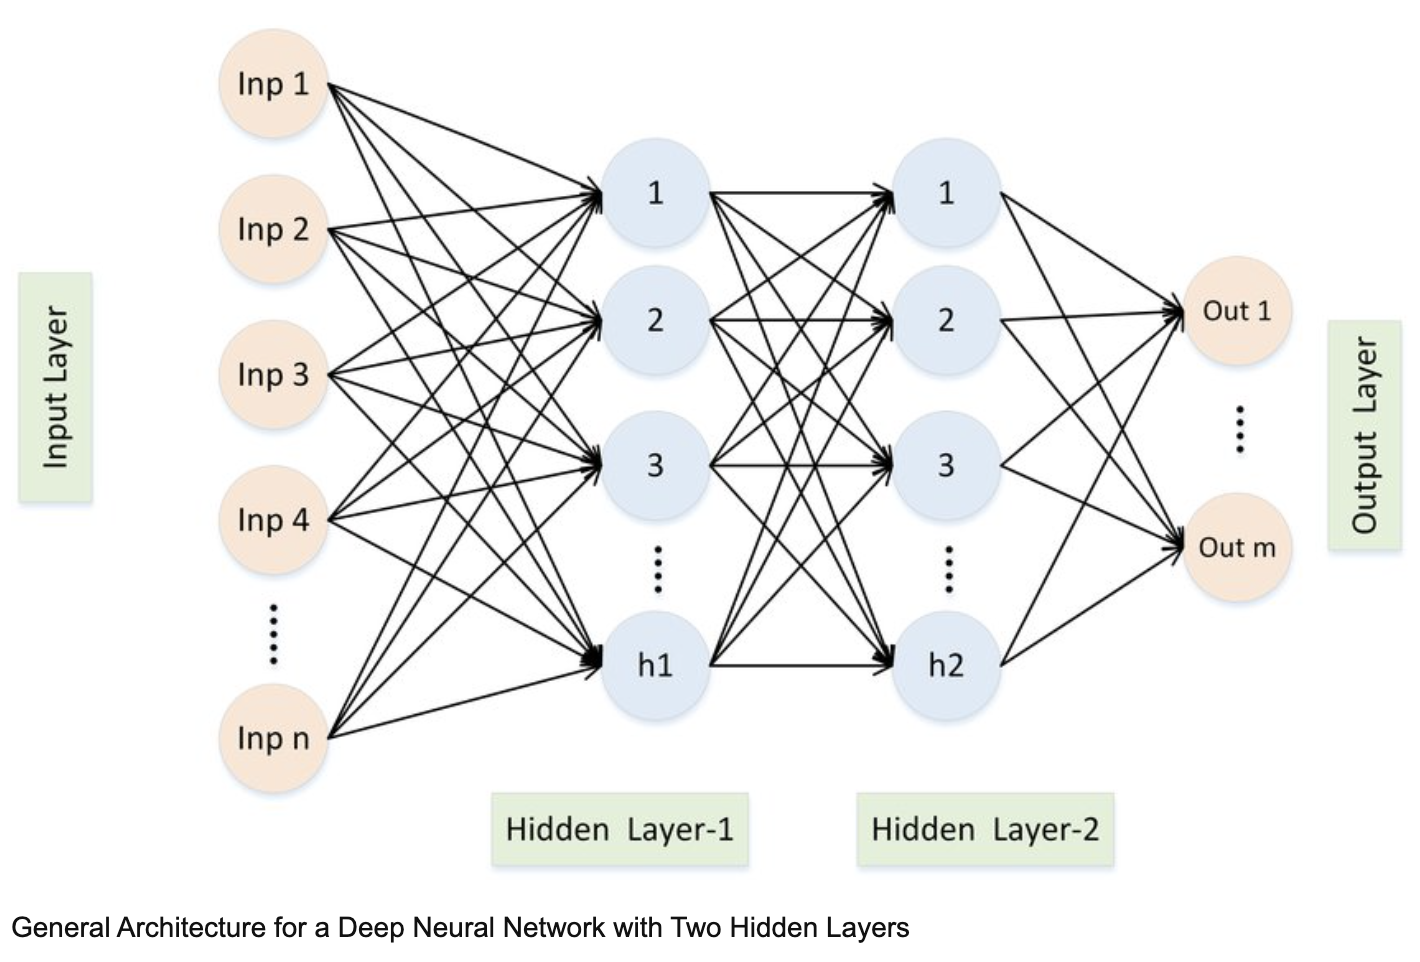 Input Layer
Inp 1
Inp 2
Inp 3
Inp 4
Inp n
1
2
3
h1
Hidden Layer-1
1
2
3
h2
Hidden Layer-2
Out 1
Out m
Output Layer
General Architecture for a Deep Neural Network with Two Hidden Layers